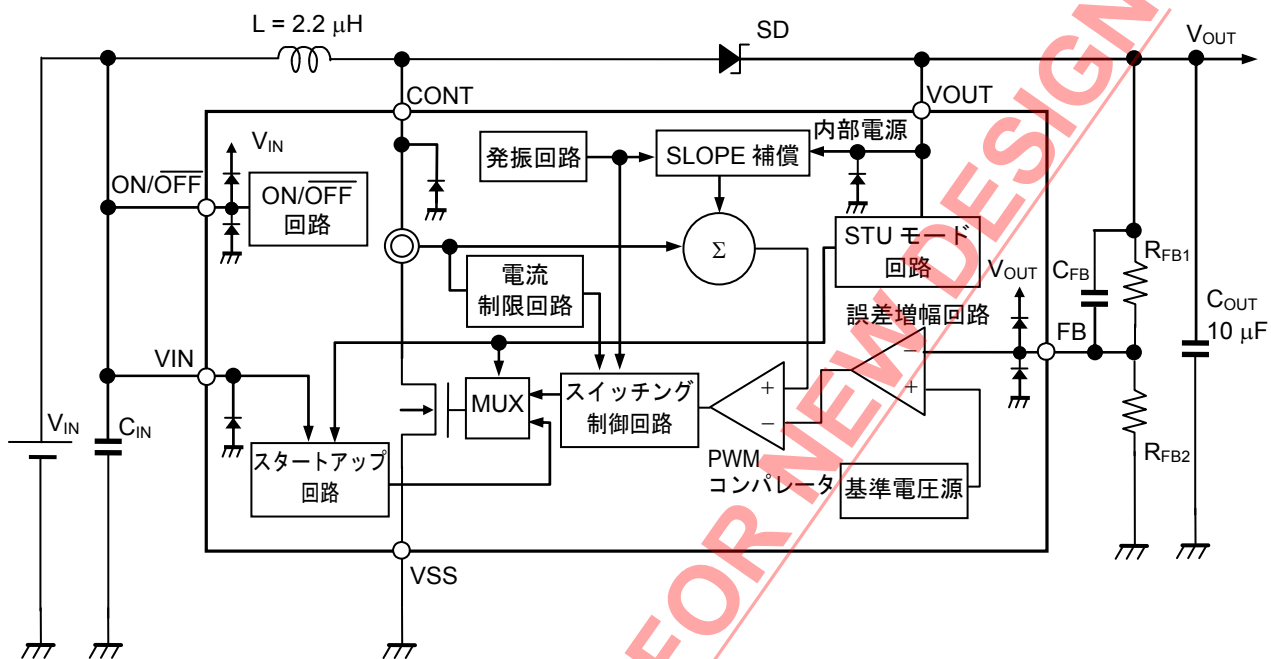 L = 2.2 μH
SD
VOUT
CONT
VOUT
VIN
ON/OFF
ON/OFF
回路
発振回路
SLOPE 補償
内部電源
Σ
STU モード
回路
電流
制限回路
VOUT
誤差増幅回路
FB
CFB
RFB1
COUT
10 μF
VIN
MUX
スイッチング
制御回路
+
−
−
+
PWM
コンパレータ
基準電圧源
RFB2
VIN
CIN
スタートアップ
回路
VSS
FOR NEW DESIGN